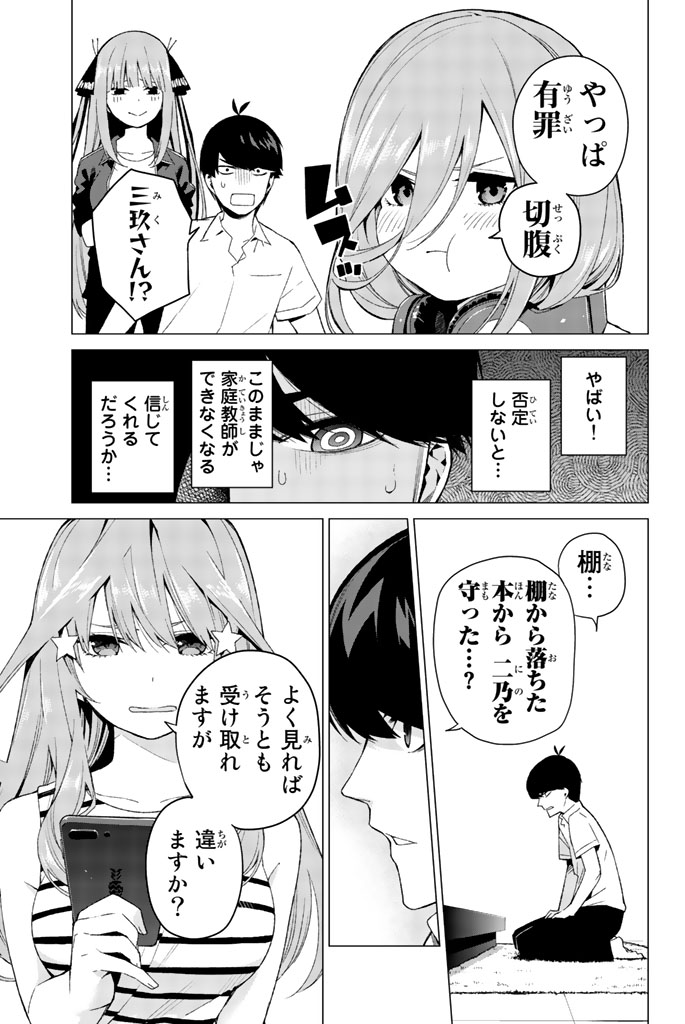 やっぱ
有罪
切腹
ムスッ
三玖さん!?
やばい！
否定
しないと…
このままじゃ
家庭教師が
できなくなる
信じて
くれる
だろうか…
棚…
棚から落ちた
本から 二乃を
守った…？
よく見れば
そうとも
受け取れ
ますが
違い
ますか？